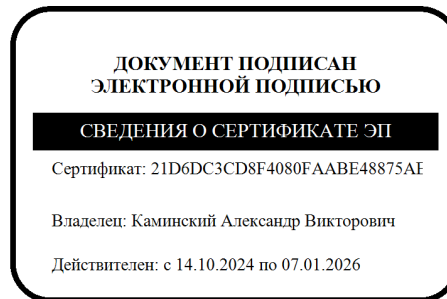 ДОКУМЕНТ ПОДПИСАН
ЭЛЕКТРОННОЙ ПОДПИСЬЮ
СВЕДЕНИЯ О СЕРТИФИКАТЕ ЭП
Сертификат: 21D6DC3CD8F4080FAABE48875AE
Владелец: Каминский Александр Викторович
Действителен: с 14.10.2024 по 07.01.2026